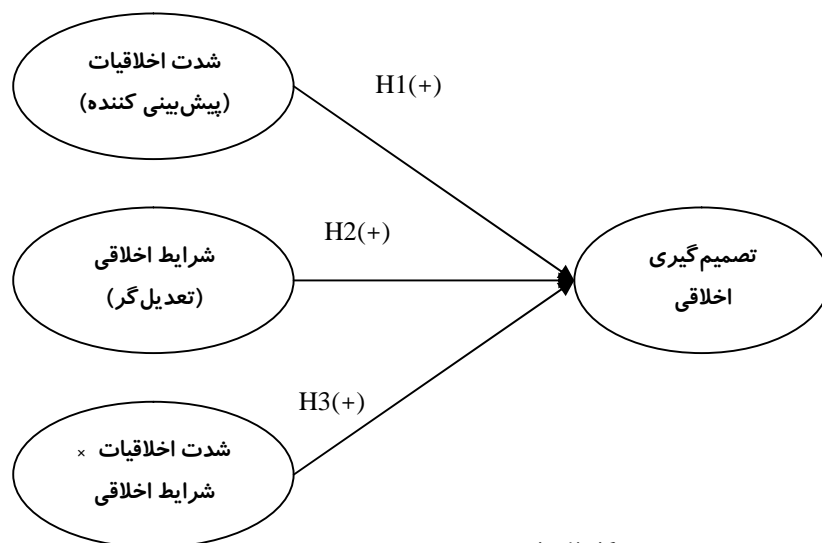 شدت اخلاقیات
(پیش‌بینی کننده)
H1(+)
شرایط اخلاقی
(تعدیل‌گر)
H2(+)
تصمیم‌گیری
اخلاقی
H3(+)
شدت اخلاقیات ×
شرایط اخلاقی